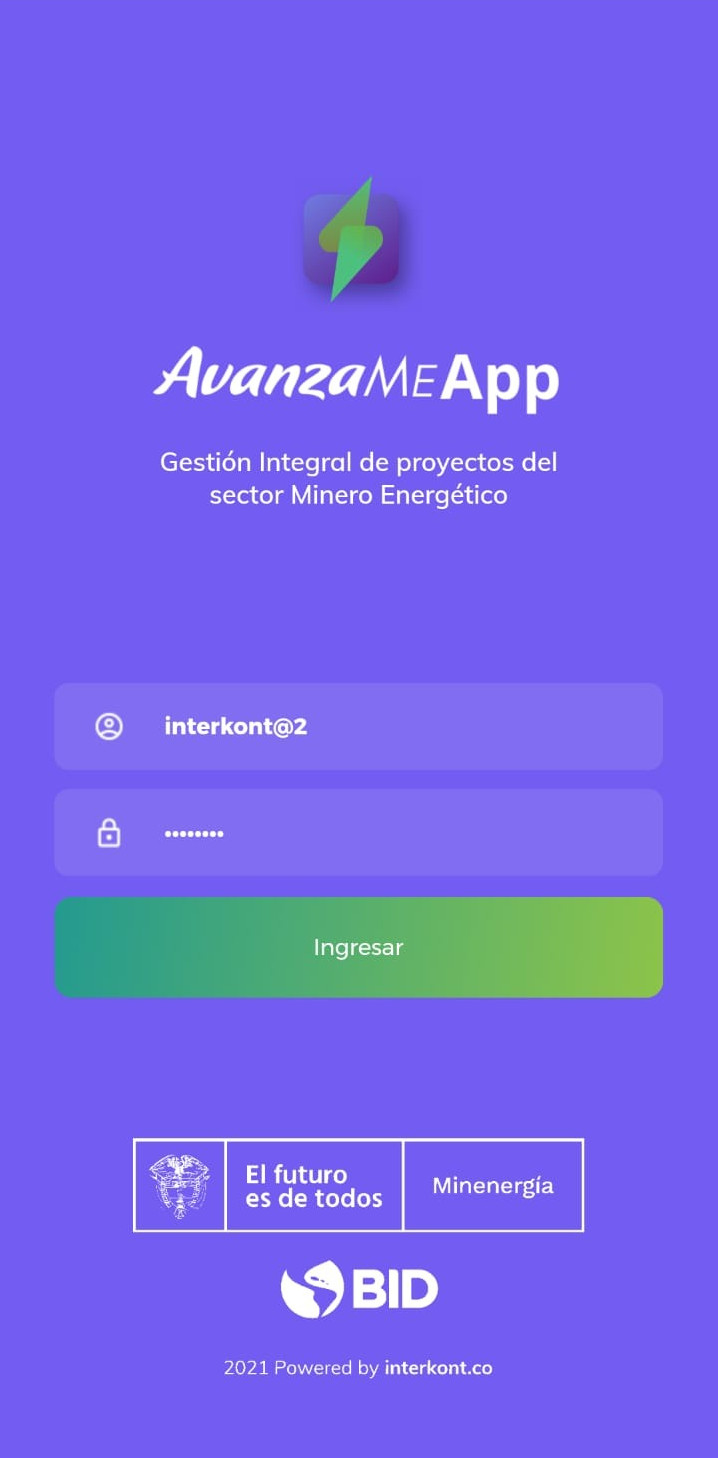 AvanzaMEApp
Gestión Integral de proyectos del
sector Minero Energético
interkont@2
••••••••
Ingresar
El futuro
es de todos
Minenergía
BID
2021 Powered by interkont.co